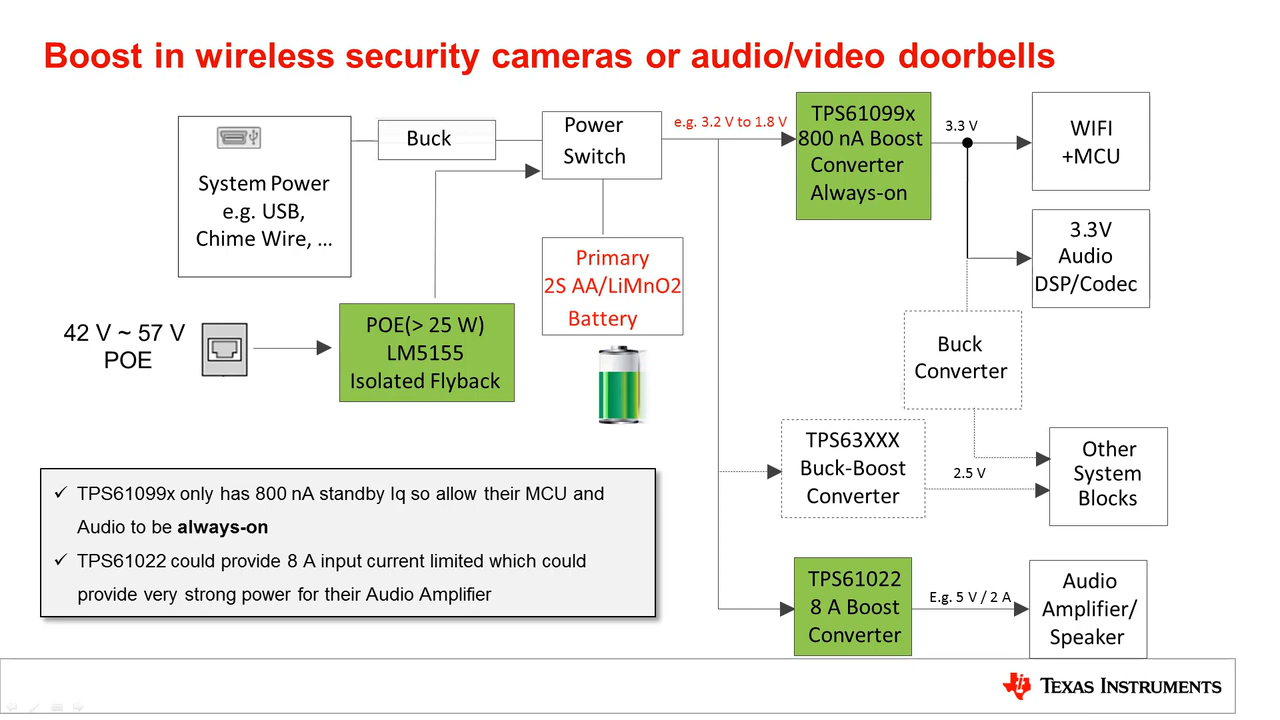 Boost in wireless security cameras or audio/video doorbells
System Power
e.g. USB,
Chime Wire, ...
Buck
Power
Switch
e.g. 3.2 V to 1.8 V
TPS61099x
800 nA Boost
Converter
Always-on
3.3 V
WIFI
+MCU
3.3V
Audio
DSP/Codec
Primary
2S AA/LiMnO2
Battery
42 V ~ 57 V
POE
POE(> 25 W)
LM5155
Isolated Flyback
Buck
Converter
TPS63XXX
Buck-Boost
Converter
2.5 V
Other
System
Blocks
✓ TPS61099x only has 800 nA standby Iq so allow their MCU and
Audio to be always-on
✓ TPS61022 could provide 8 A input current limited which could
provide very strong power for their Audio Amplifier
TPS61022
8 A Boost
Converter
E.g. 5 V / 2 A
Audio
Amplifier/
Speaker
TEXAS INSTRUMENTS